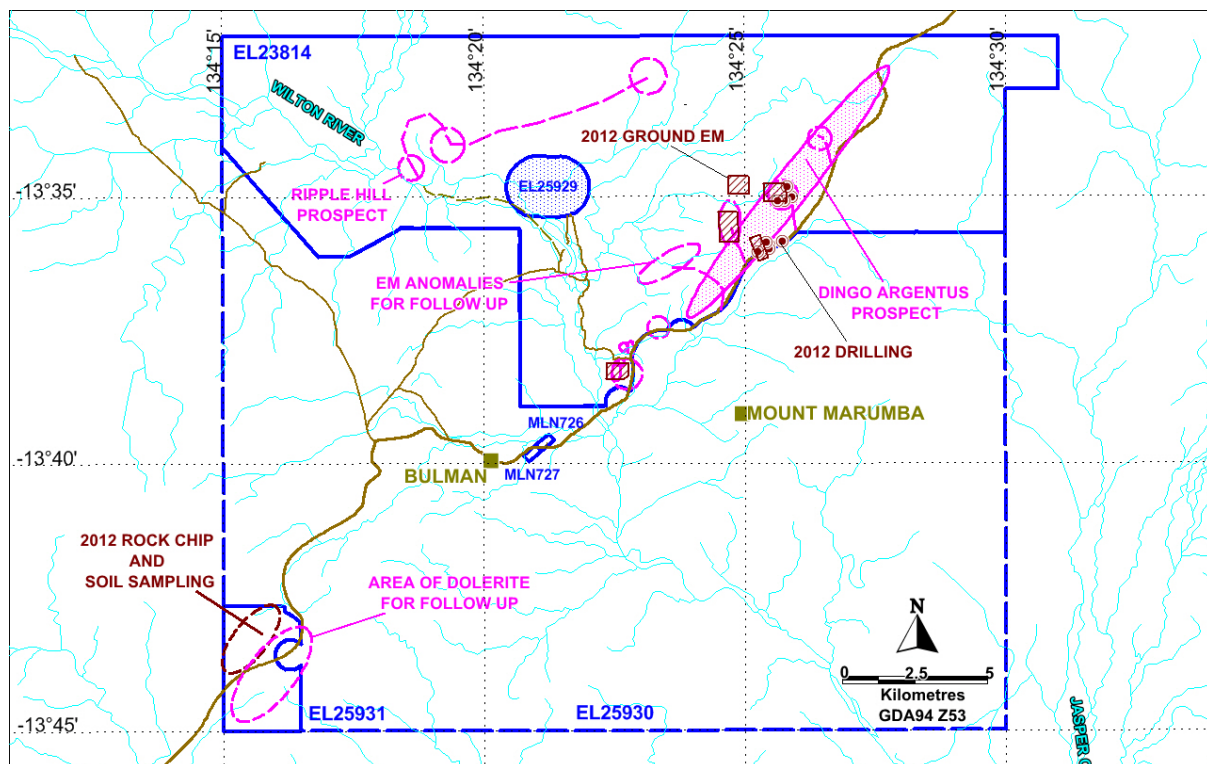 134°15'
134°20'
134°25'
134°30'
EL23814
WILTON RIVER
2012 GROUND EM
-13°35'
RIPPLE HILL
PROSPECT
EL25929
EM ANOMALIES
FOR FOLLOW UP
DINGO ARGENTUS
PROSPECT
2012 DRILLING
MLN726
MOUNT MARUMBA
-13°40'
BULMAN
MLN727
2012 ROCK CHIP
AND
SOIL SAMPLING
AREA OF DOLERITE
FOR FOLLOW UP
N
0 2.5 5
Kilometres
GDA94 Z53
EL25931
EL25930
-13°45'
JASPER